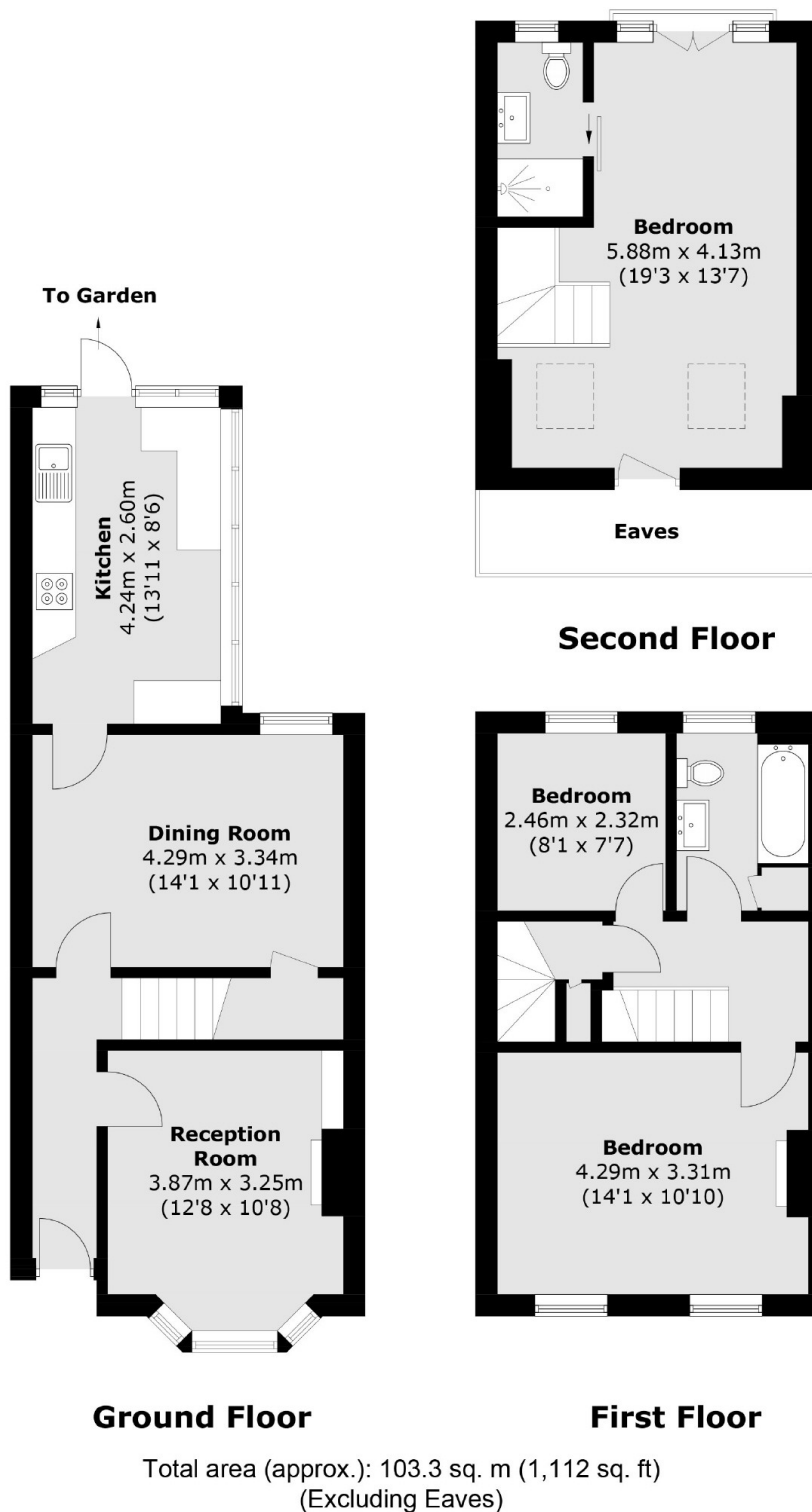 To Garden
Kitchen
4.24m x 2.60m
(13'11 x 8'6)
Dining Room
4.29m x 3.34m
(14'1 x 10'11)
Reception
Room
3.87m x 3.25m
(12'8 x 10'8)
Ground Floor
Bedroom
5.88m x 4.13m
(19'3 x 13'7)
Eaves
Second Floor
Bedroom
2.46m x 2.32m
(8'1 x 7'7)
Bedroom
4.29m x 3.31m
(14'1 x 10'10)
First Floor
Total area (approx.): 103.3 sq. m (1,112 sq. ft)
(Excluding Eaves)